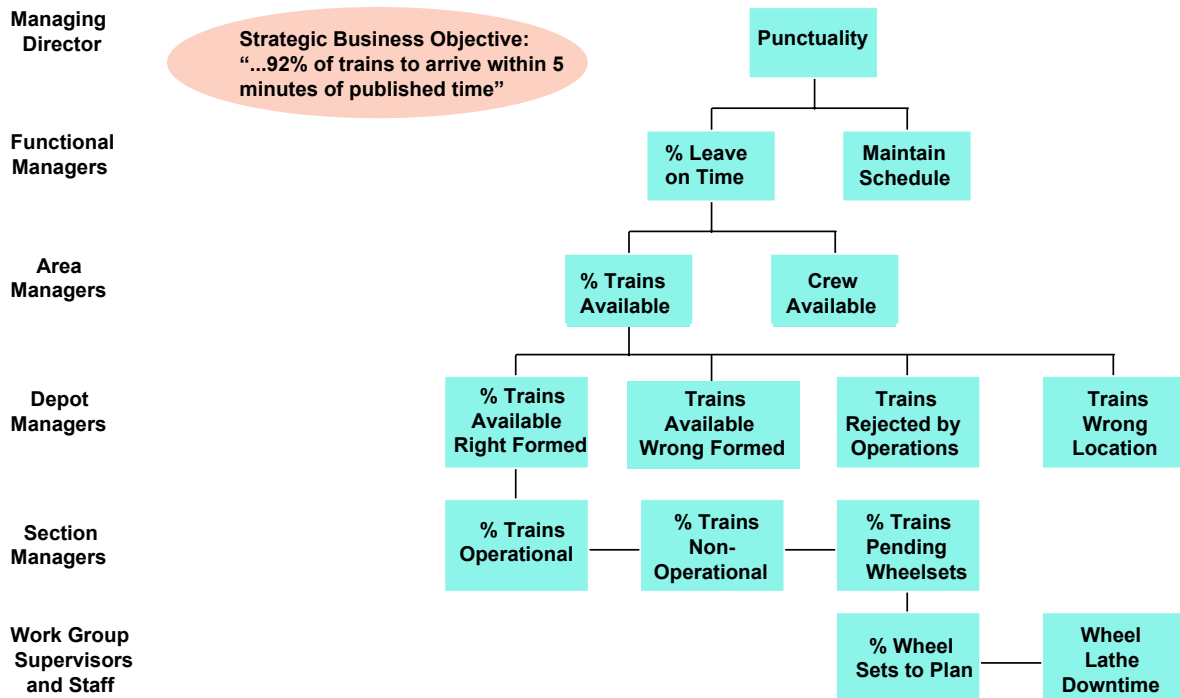 Managing
Director
Strategic Business Objective:
“...92% of trains to arrive within 5
minutes of published time”
Punctuality
Functional
Managers
% Leave
on Time
Maintain
Schedule
Area
Managers
% Trains
Available
Crew
Available
Depot
Managers
% Trains
Available
Right Formed
Trains
Available
Wrong Formed
Trains
Rejected by
Operations
Trains
Wrong
Location
Section
Managers
% Trains
Operational
% Trains
Non-
Operational
% Trains
Pending
Wheelsets
Work Group
Supervisors
and Staff
% Wheel
Sets to Plan
Wheel
Lathe
Downtime